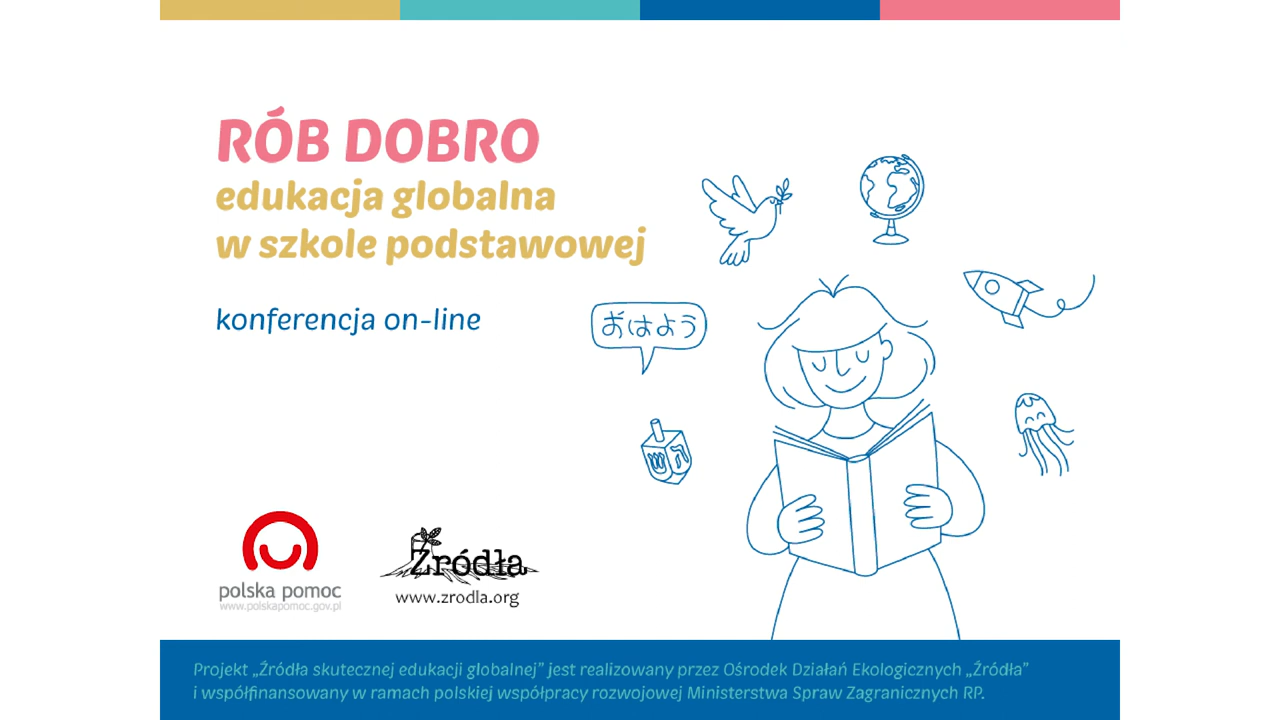 RÓB DOBRO
edukacja globalna
w szkole podstawowej
konferencja on-line
おはよう
polska pomoc
www.polskapomoc.gov.pl
Źródła
www.zrodla.org
Projekt „Źródła skutecznej edukacji globalnej” jest realizowany przez Ośrodek Działań Ekologicznych „Źródła”
i współfinansowany w ramach polskiej współpracy rozwojowej Ministerstwa Spraw Zagranicznych RP.